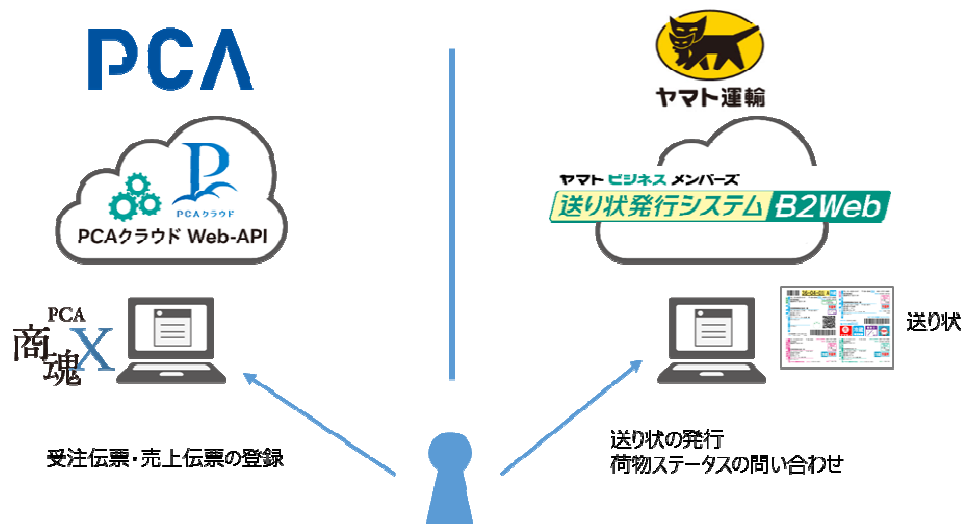 PCA
P
PCAクラウド
PCAクラウド Web-API
PCA
商魂X
受注伝票・売上伝票の登録
ヤマト運輸
ヤマト ビジネス メンバーズ
送り状発行システム B2Web
送り状
送り状の発行
荷物ステータスの問い合わせ